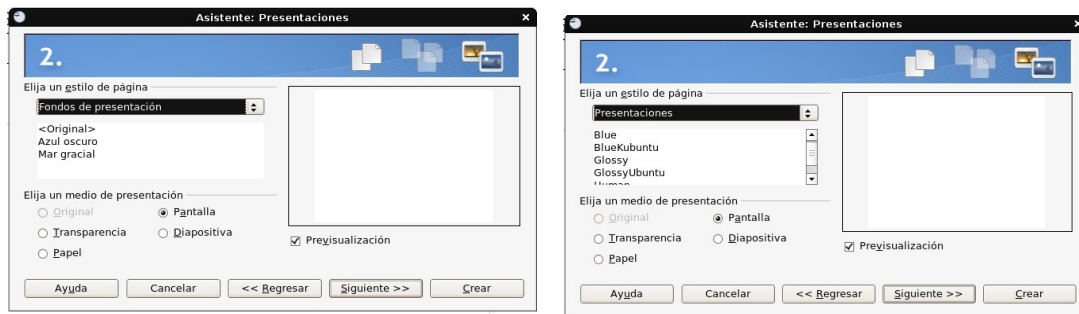 Asistente: Presentaciones
2.
Elija un estilo de página
Fondos de presentación
<Original>
Azul oscuro
Mar gracial
Elija un medio de presentación
Original
Pantalla
Transparencia
Diapositiva
Papel
Previsualización
Ayuda
Cancelar
<< Regresar
Siguiente >>
Crear
Asistente: Presentaciones
2.
Elija un estilo de página
Presentaciones
Blue
BlueKubuntu
Glossy
GlossyUbuntu
Human
Elija un medio de presentación
Original
Pantalla
Transparencia
Diapositiva
Papel
Previsualización
Ayuda
Cancelar
<< Regresar
Siguiente >>
Crear